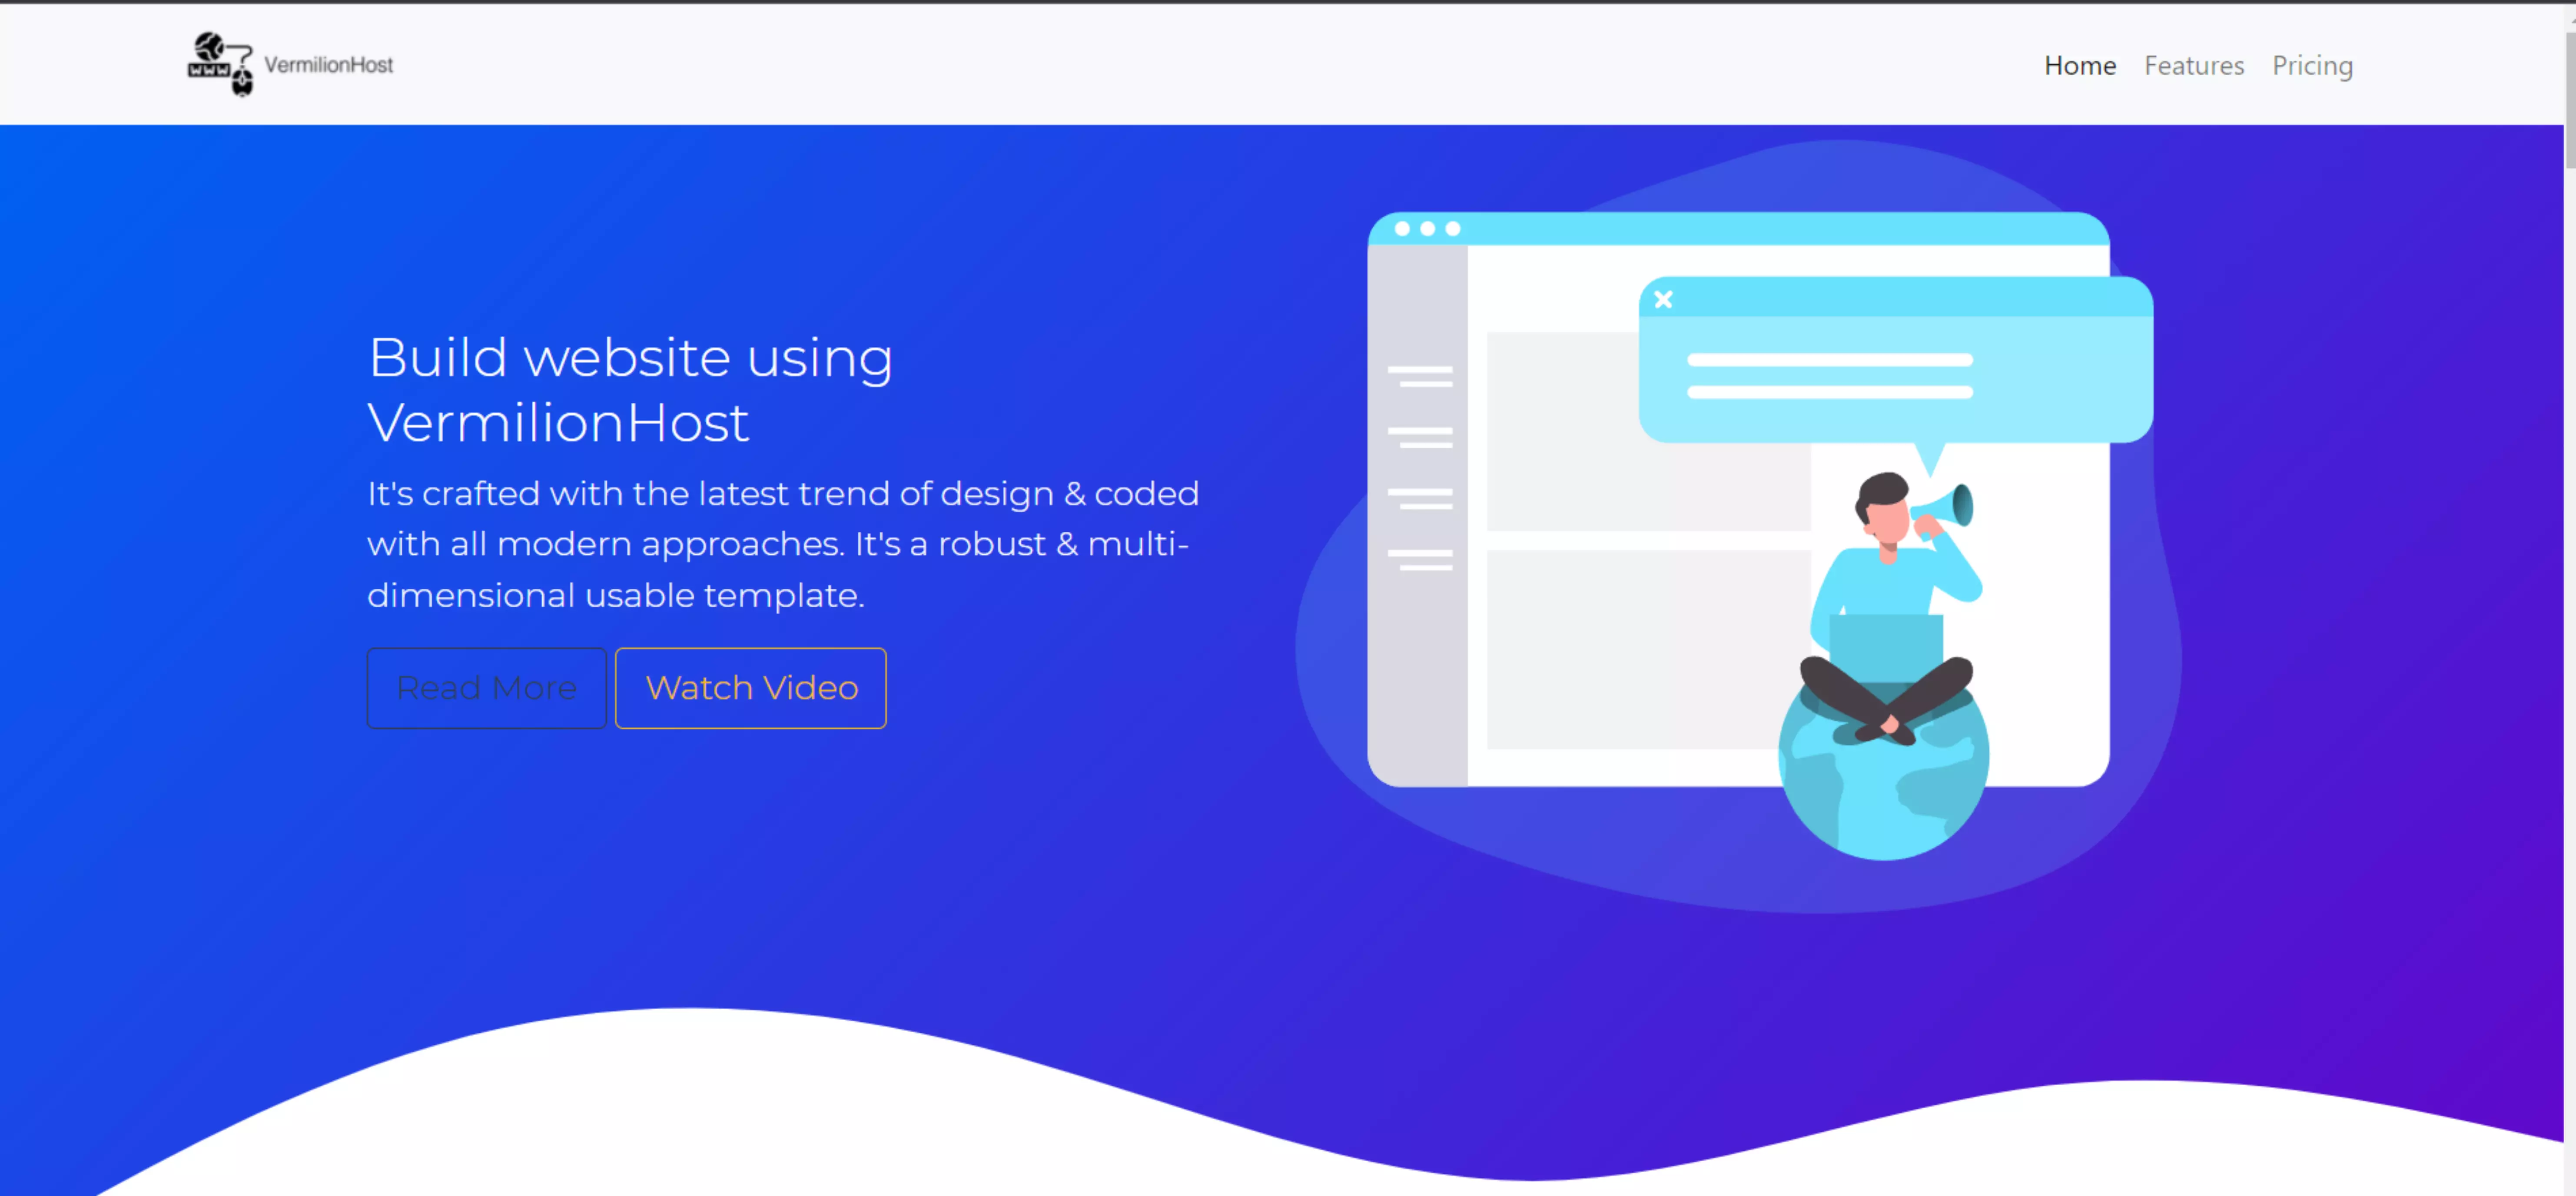 WWW
VermilionHost
Home Features Pricing
Build website using
VermilionHost
It's crafted with the latest trend of design & coded
with all modern approaches. It's a robust & multi-
dimensional usable template.
Read More Watch Video